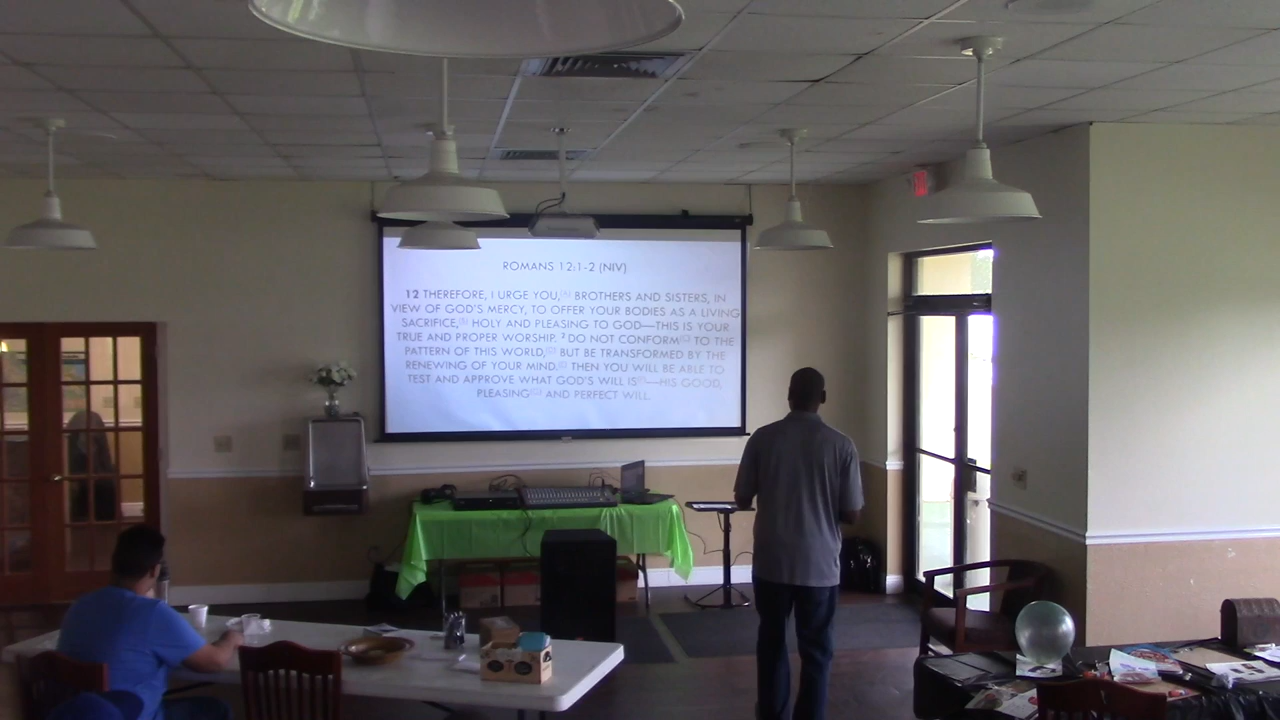 ROMANS 12:1-2 (NIV)
12 THEREFORE, I URGE YOU,[A] BROTHERS AND SISTERS, IN
VIEW OF GOD'S MERCY, TO OFFER YOUR BODIES AS A LIVING
SACRIFICE,[B] HOLY AND PLEASING TO GOD—THIS IS YOUR
TRUE AND PROPER WORSHIP. 2 DO NOT CONFORM[C] TO THE
PATTERN OF THIS WORLD,[D] BUT BE TRANSFORMED BY THE
RENEWING OF YOUR MIND.[E] THEN YOU WILL BE ABLE TO
TEST AND APPROVE WHAT GOD'S WILL IS[F]—HIS GOOD,
PLEASING[G] AND PERFECT WILL.
EXIT